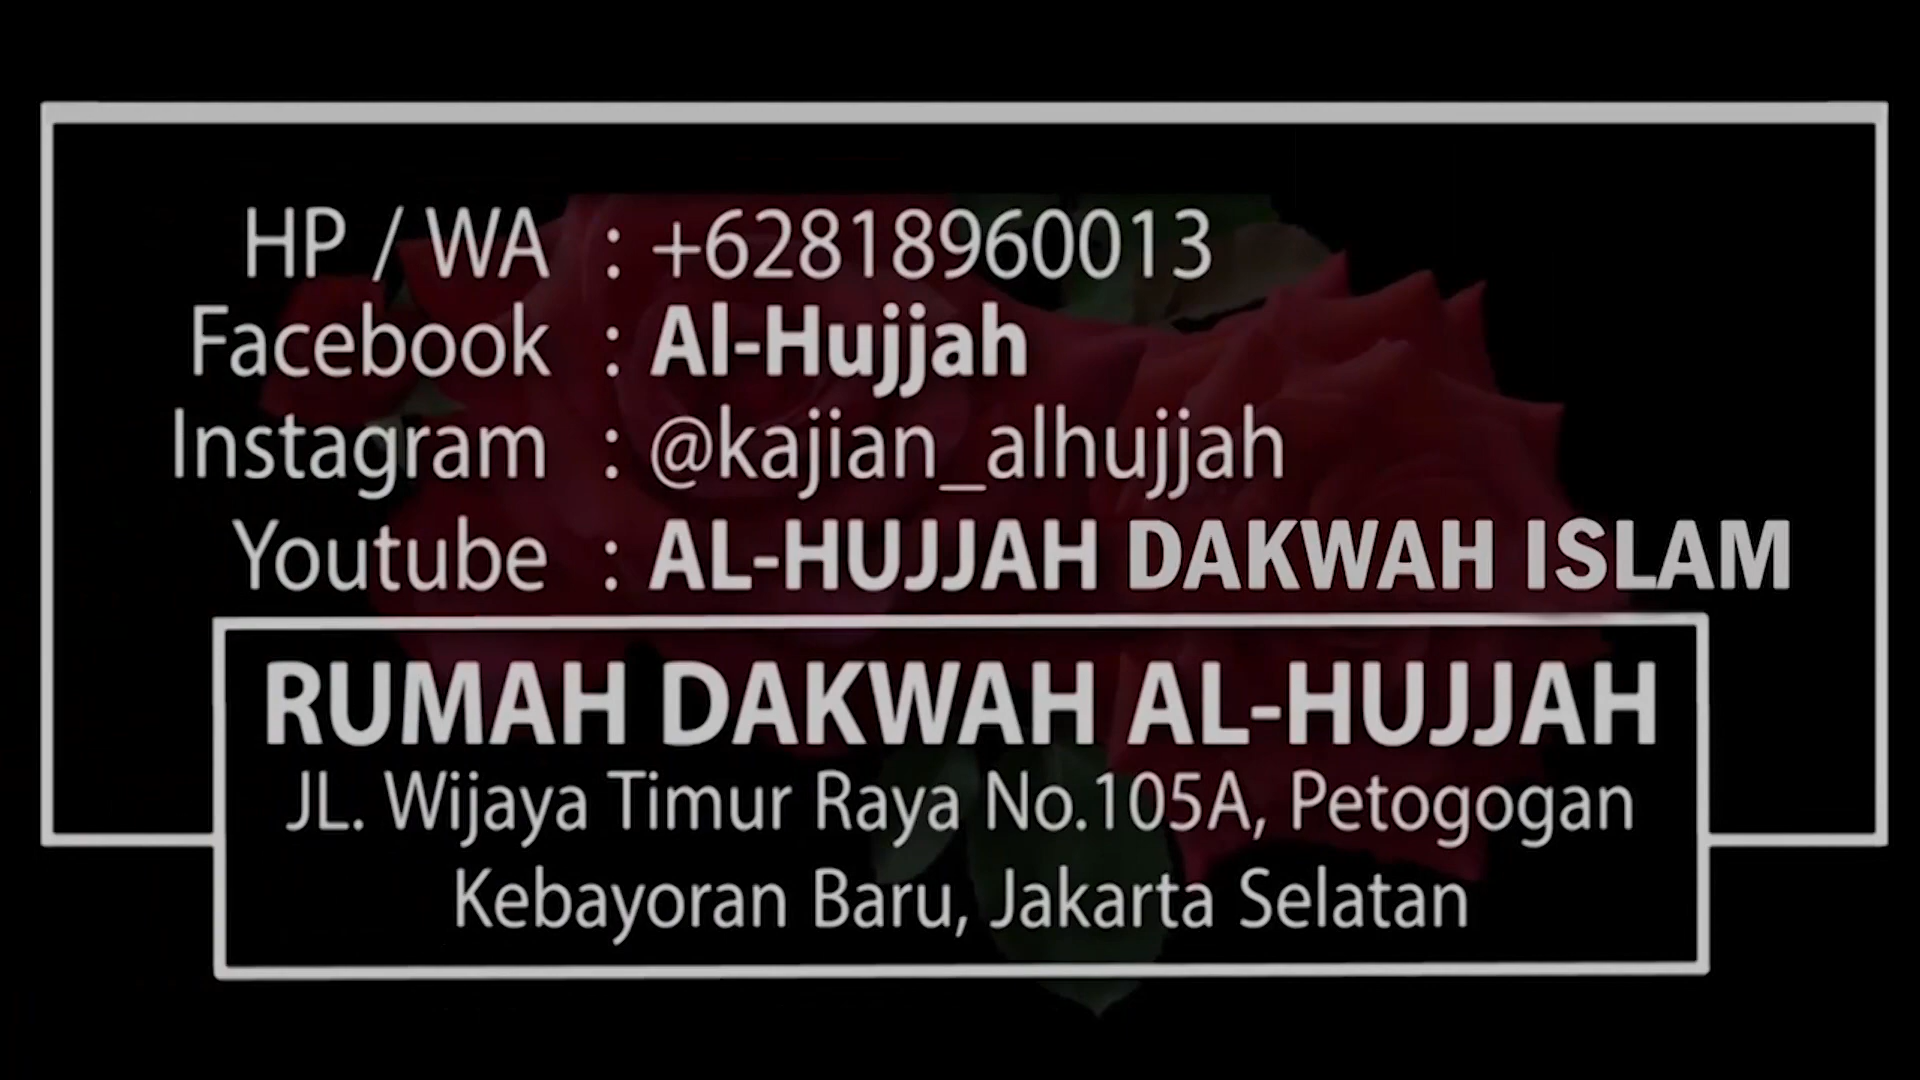 HP / WA : +62818960013
Facebook : Al-Hujjah
Instagram : @kajian_alhujjah
Youtube : AL-HUJJAH DAKWAH ISLAM
RUMAH DAKWAH AL-HUJJAH
JL. Wijaya Timur Raya No.105A, Petogogan
Kebayoran Baru, Jakarta Selatan